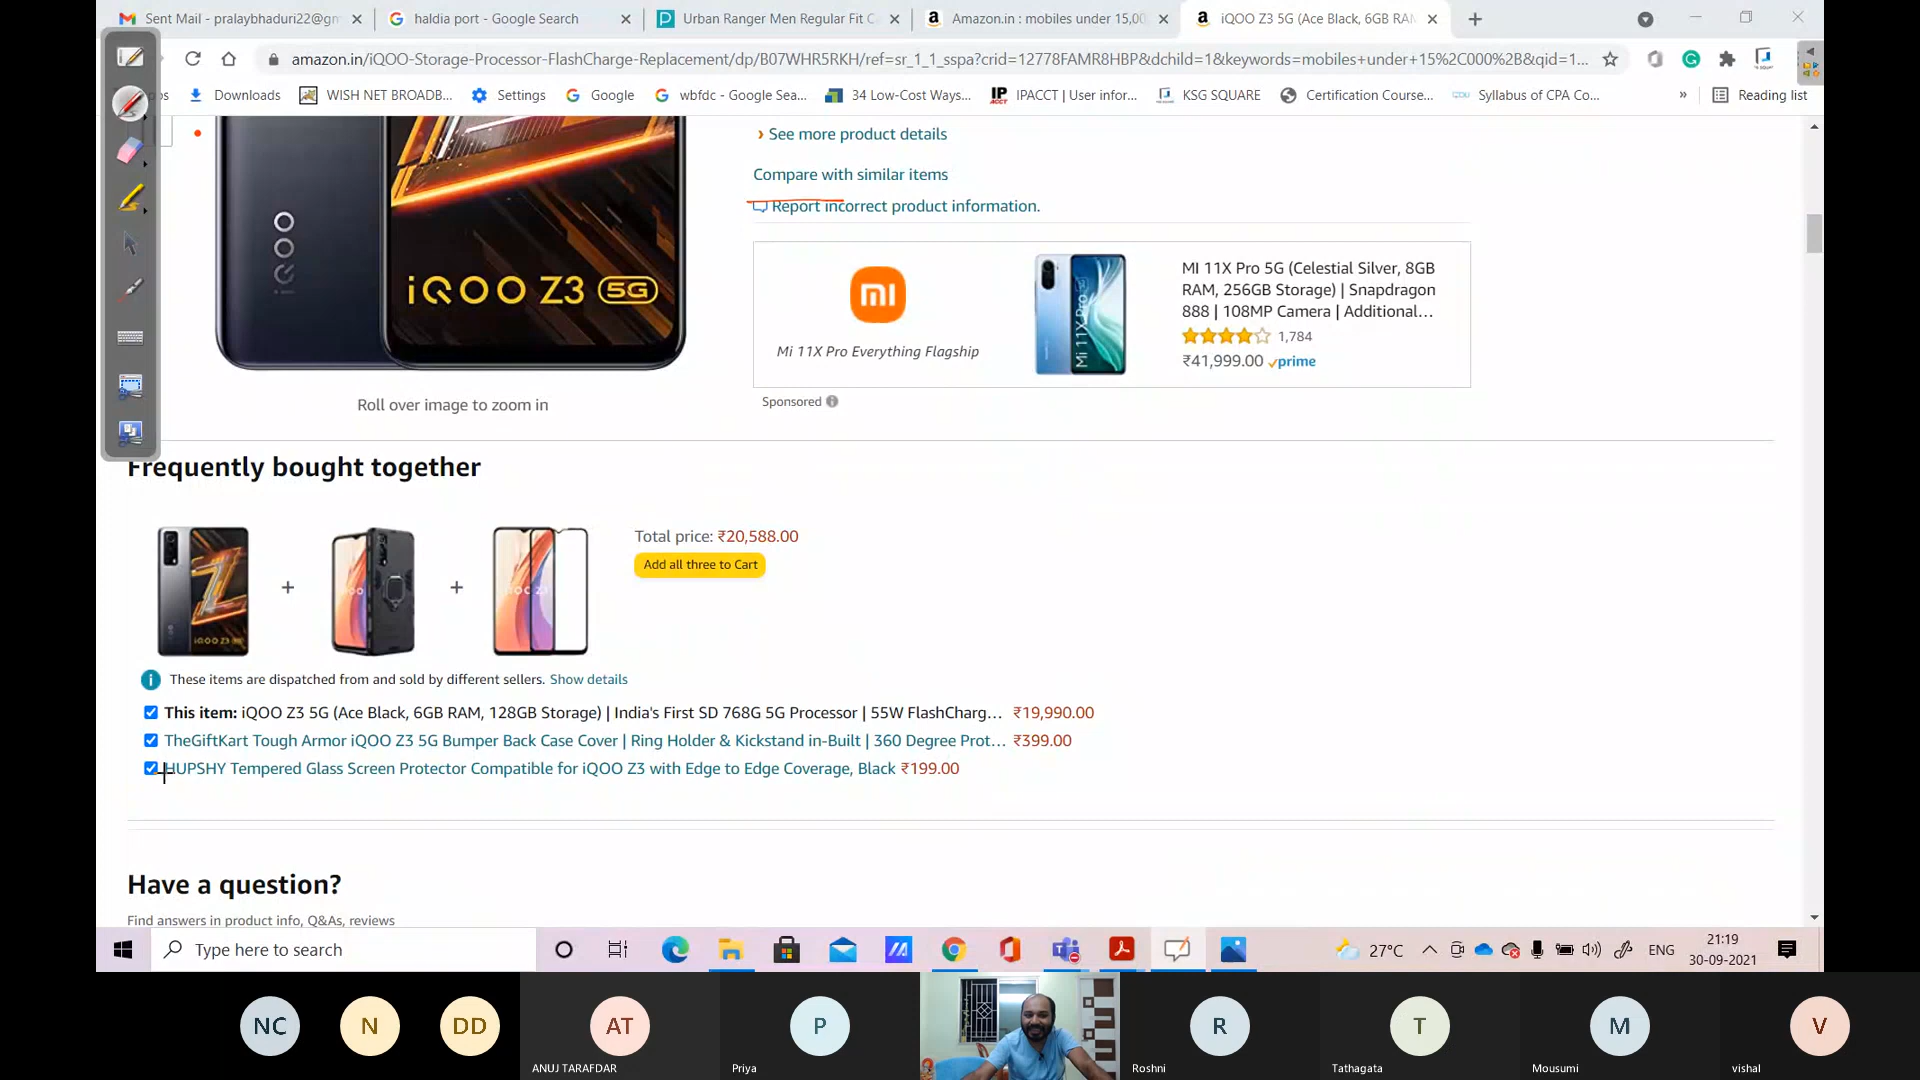 Sent Mail - pralaybhaduri22@gm
haldia port - Google Search
Urban Ranger Men Regular Fit C
Amazon.in : mobiles under 15,00
iQOO Z3 5G (Ace Black, 6GB RAM
amazon.in/iQOO-Storage-Processor-FlashCharge-Replacement/dp/B07WHR5RKH/ref=sr_1_1_sspa?crid=12778FAMR8HBP&dchild=1&keywords=mobiles+under+15%2C000%2B&qid=1...
Downloads
WISH NET BROADB...
Settings
Google
wbfdc - Google Sea...
34 Low-Cost Ways...
IPACCT | User infor...
KSG SQUARE
Certification Course...
Syllabus of CPA Co...
»
Reading list
› See more product details
Compare with similar items
Report incorrect product information.
iQOO
iQOO Z3 5G
Roll over image to zoom in
mi
Mi 11X Pro Everything Flagship
Mi 11X Pro
MI 11X Pro 5G (Celestial Silver, 8GB
RAM, 256GB Storage) | Snapdragon
888 | 108MP Camera | Additional...
1,784
₹41,999.00 prime
Sponsored
Frequently bought together
iQOO Z3
+
+
Total price: ₹20,588.00
Add all three to Cart
These items are dispatched from and sold by different sellers. Show details
This item: iQOO Z3 5G (Ace Black, 6GB RAM, 128GB Storage) | India's First SD 768G 5G Processor | 55W FlashCharg... ₹19,990.00
TheGiftKart Tough Armor iQOO Z3 5G Bumper Back Case Cover | Ring Holder & Kickstand in-Built | 360 Degree Prot... ₹399.00
HUPSHY Tempered Glass Screen Protector Compatible for iQOO Z3 with Edge to Edge Coverage, Black ₹199.00
Have a question?
Find answers in product info, Q&As, reviews
Type here to search
27°C
ENG
21:19
30-09-2021
NC
N
DD
AT
ANUJ TARAFDAR
P
Priya
R
Roshni
T
Tathagata
M
Mousumi
V
vishal